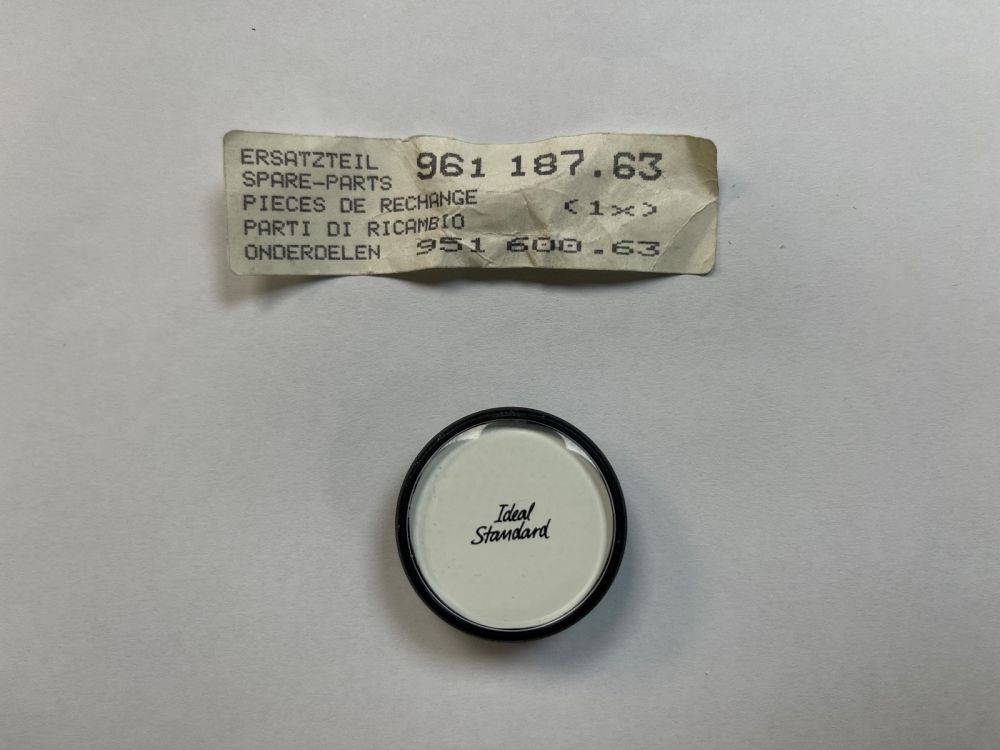 ERSATZTEIL 961 187.63
SPARE-PARTS
PIECES DE RECHANGE <1x>
PARTI DI RICAMBIO
ONDERDELEN 951 600.63
Ideal
Standard